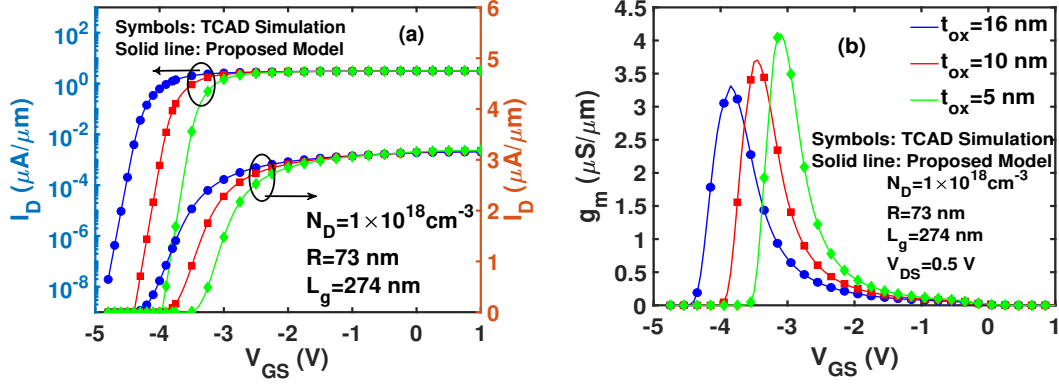 Symbols: TCAD Simulation
Solid line: Proposed Model
(a)
N_D=1×10^18cm^-3
R=73 nm
L_g=274 nm
I_D (μA/μm)
10^2
10^0
10^-2
10^-4
10^-6
10^-8
I_D (μA/μm)
6
5
4
3
2
1
0
-5 -4 -3 -2 -1 0 1
V_GS (V)
(b)
t_ox=16 nm
t_ox=10 nm
t_ox=5 nm
Symbols: TCAD Simulation
Solid line: Proposed Model
N_D=1×10^18cm^-3
R=73 nm
L_g=274 nm
V_DS=0.5 V
g_m (μS/μm)
4.5
4
3.5
3
2.5
2
1.5
1
0.5
0
-5 -4 -3 -2 -1 0 1
V_GS (V)